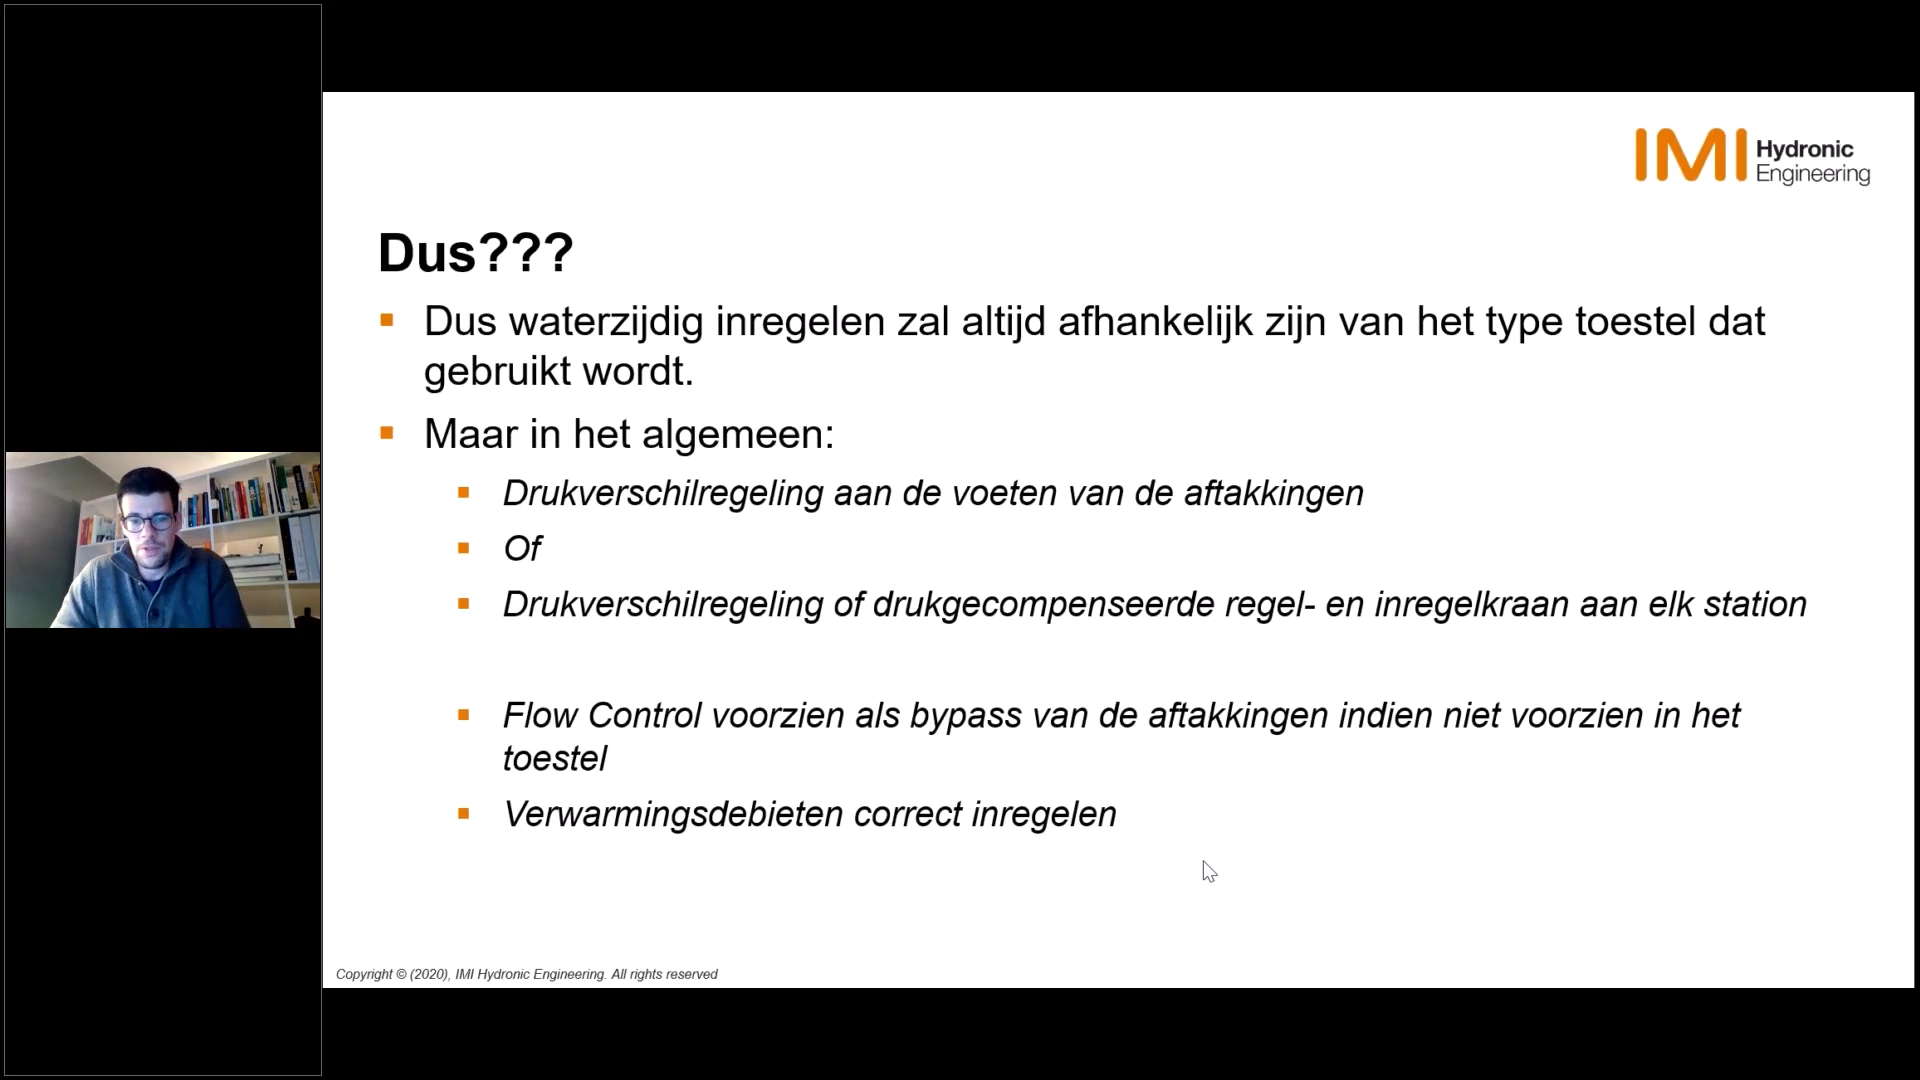 IMI Hydronic
Engineering
Dus???
Dus waterzijdig inregelen zal altijd afhankelijk zijn van het type toestel dat
gebruikt wordt.
Maar in het algemeen:
Drukverschilregeling aan de voeten van de aftakkingen
Of
Drukverschilregeling of drukgecompenseerde regel- en inregelkraan aan elk station
Flow Control voorzien als bypass van de aftakkingen indien niet voorzien in het
toestel
Verwarmingsdebieten correct inregelen
Copyright © (2020), IMI Hydronic Engineering. All rights reserved